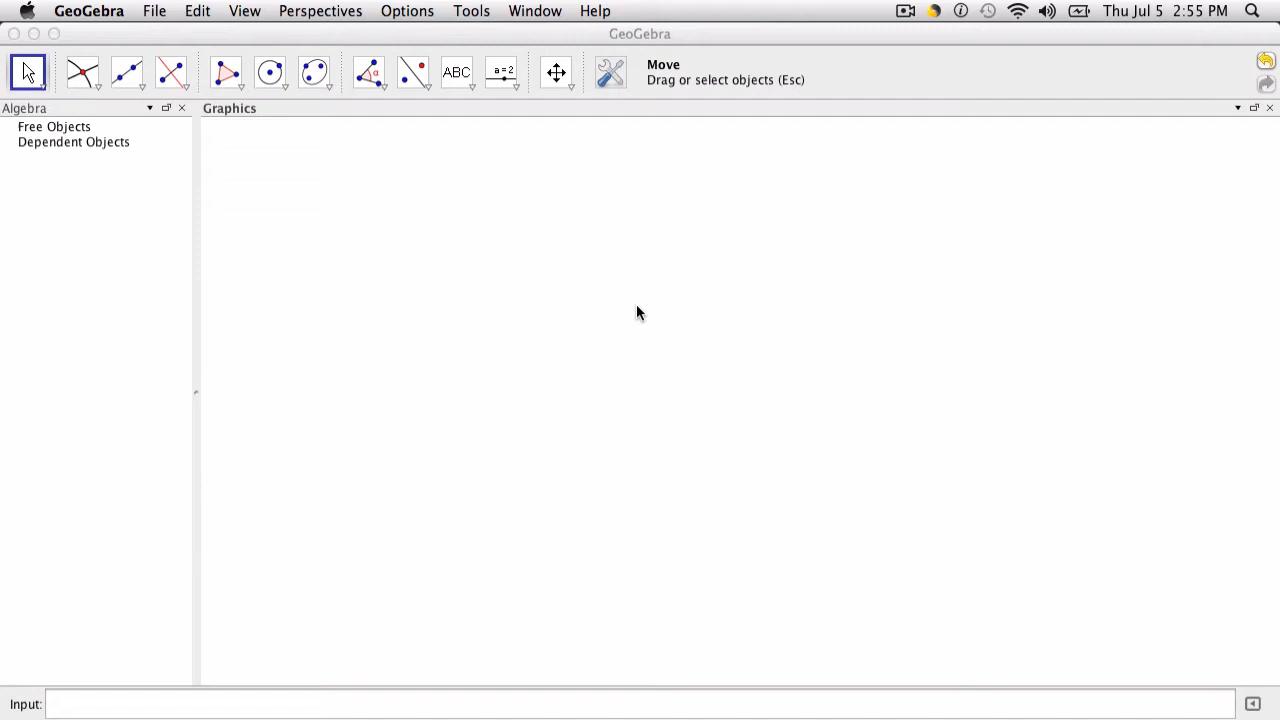 GeoGebra File Edit View Perspectives Options Tools Window Help Thu Jul 5 2:55 PM
GeoGebra
ABC a=2 α
Move
Drag or select objects (Esc)
Algebra Graphics
Free Objects
Dependent Objects
Input: